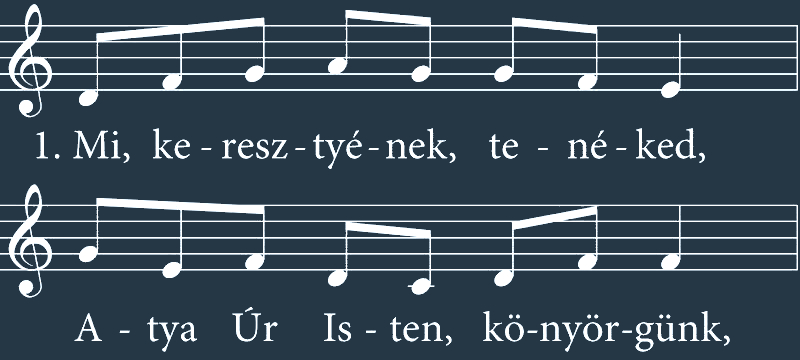 1. Mi, ke - resz - tyé - nek, te - né - ked,
A - tya Úr Is - ten, kö-nyör-günk,